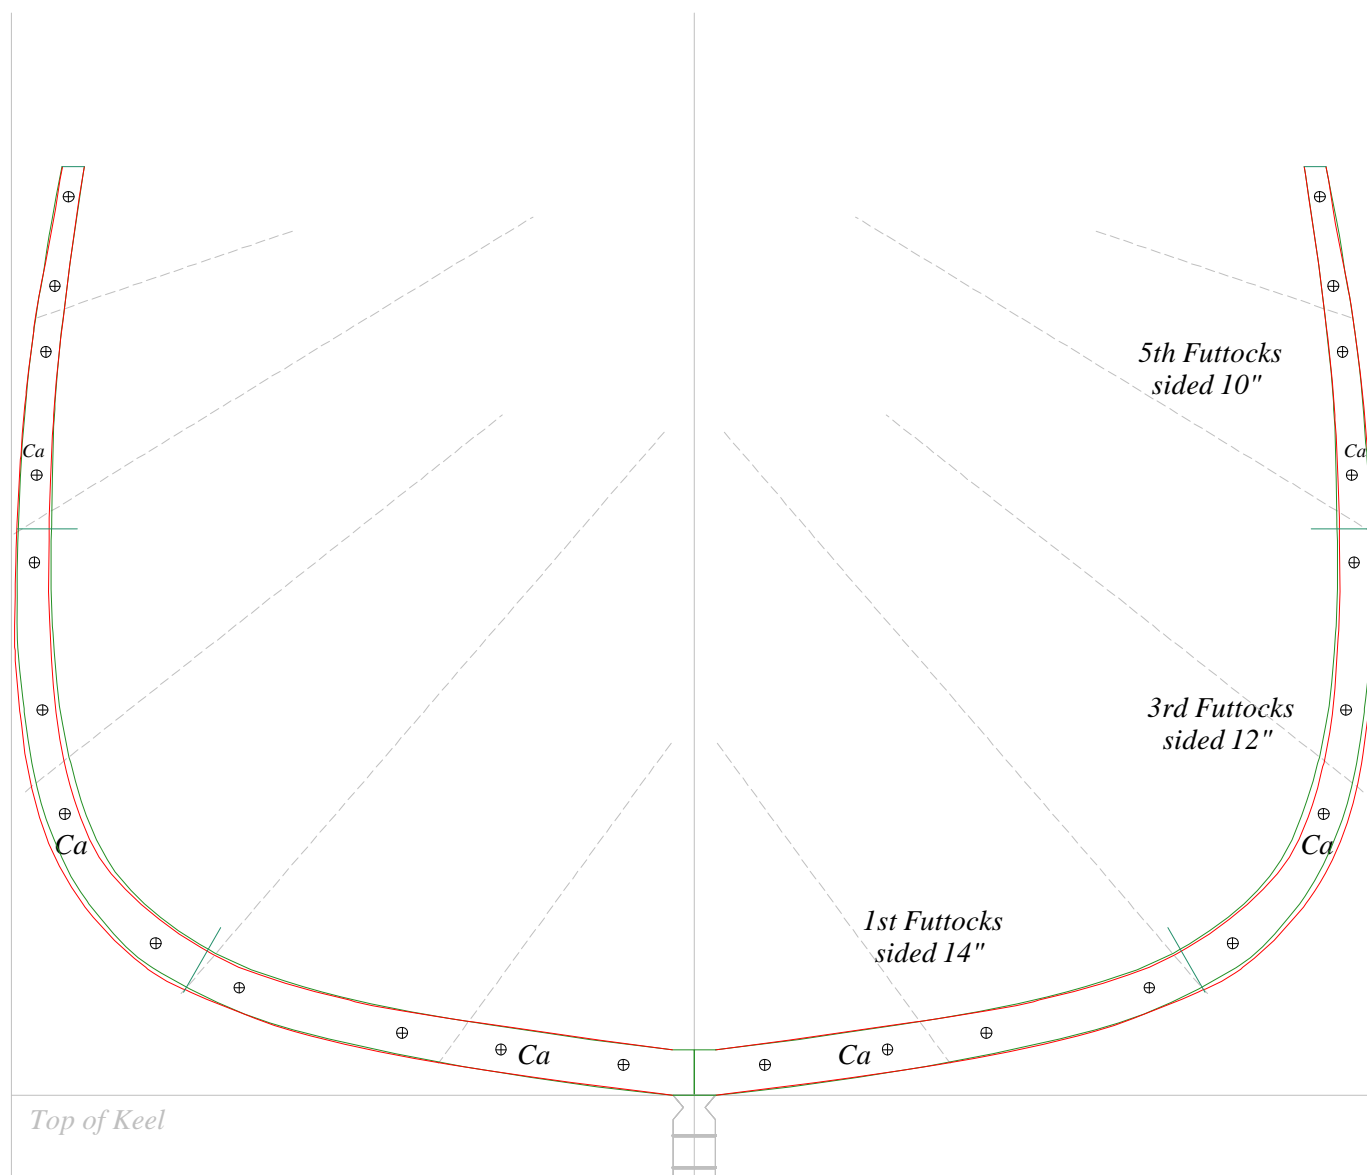 5th Futtocks
sided 10"
Ca
Ca
3rd Futtocks
sided 12"
Ca
Ca
1st Futtocks
sided 14"
Ca
Ca
Top of Keel